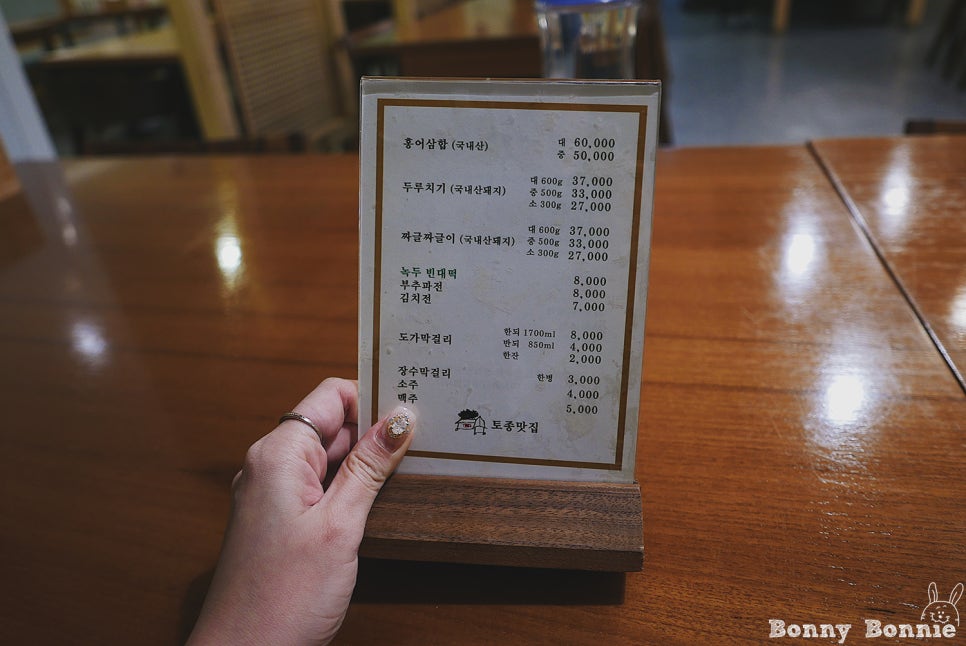 홍어삼합 (국내산) 대 60,000
중 50,000
두루치기 (국내산돼지) 대 600g 37,000
중 500g 33,000
소 300g 27,000
짜글짜글이 (국내산돼지) 대 600g 37,000
중 500g 33,000
소 300g 27,000
녹두 빈대떡 8,000
부추파전 8,000
김치전 7,000
도가막걸리 한되 1700ml 8,000
반되 850ml 4,000
한잔 2,000
장수막걸리 한병 3,000
소주 4,000
맥주 5,000
토종맛집
Bonny Bonnie